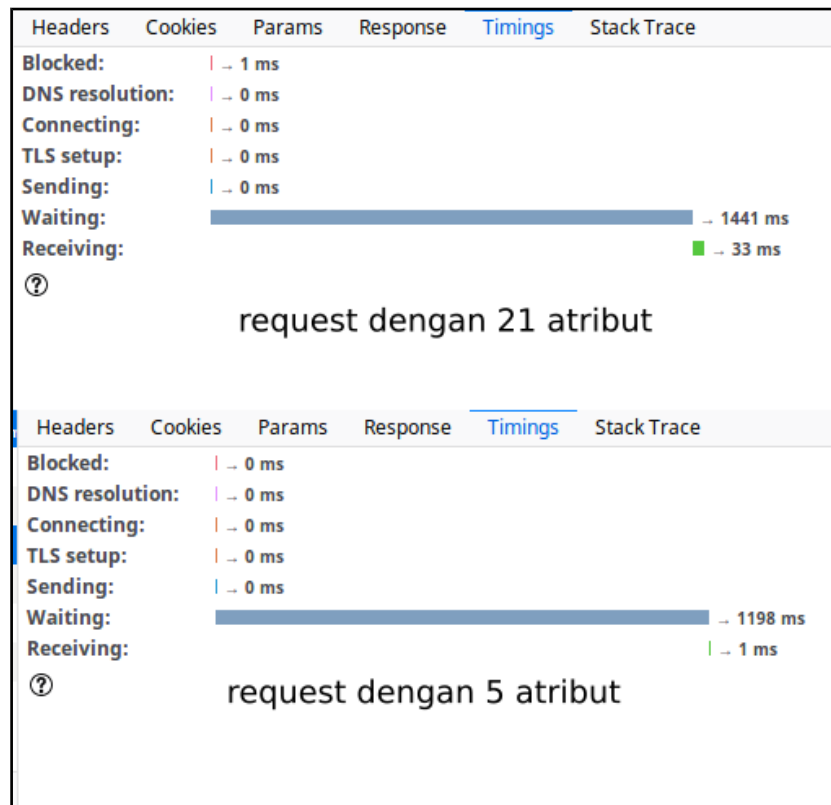 Headers Cookies Params Response Timings Stack Trace
Blocked: → 1 ms
DNS resolution: → 0 ms
Connecting: → 0 ms
TLS setup: → 0 ms
Sending: → 0 ms
Waiting: → 1441 ms
Receiving: → 33 ms
?
request dengan 21 atribut
Headers Cookies Params Response Timings Stack Trace
Blocked: → 0 ms
DNS resolution: → 0 ms
Connecting: → 0 ms
TLS setup: → 0 ms
Sending: → 0 ms
Waiting: → 1198 ms
Receiving: → 1 ms
?
request dengan 5 atribut